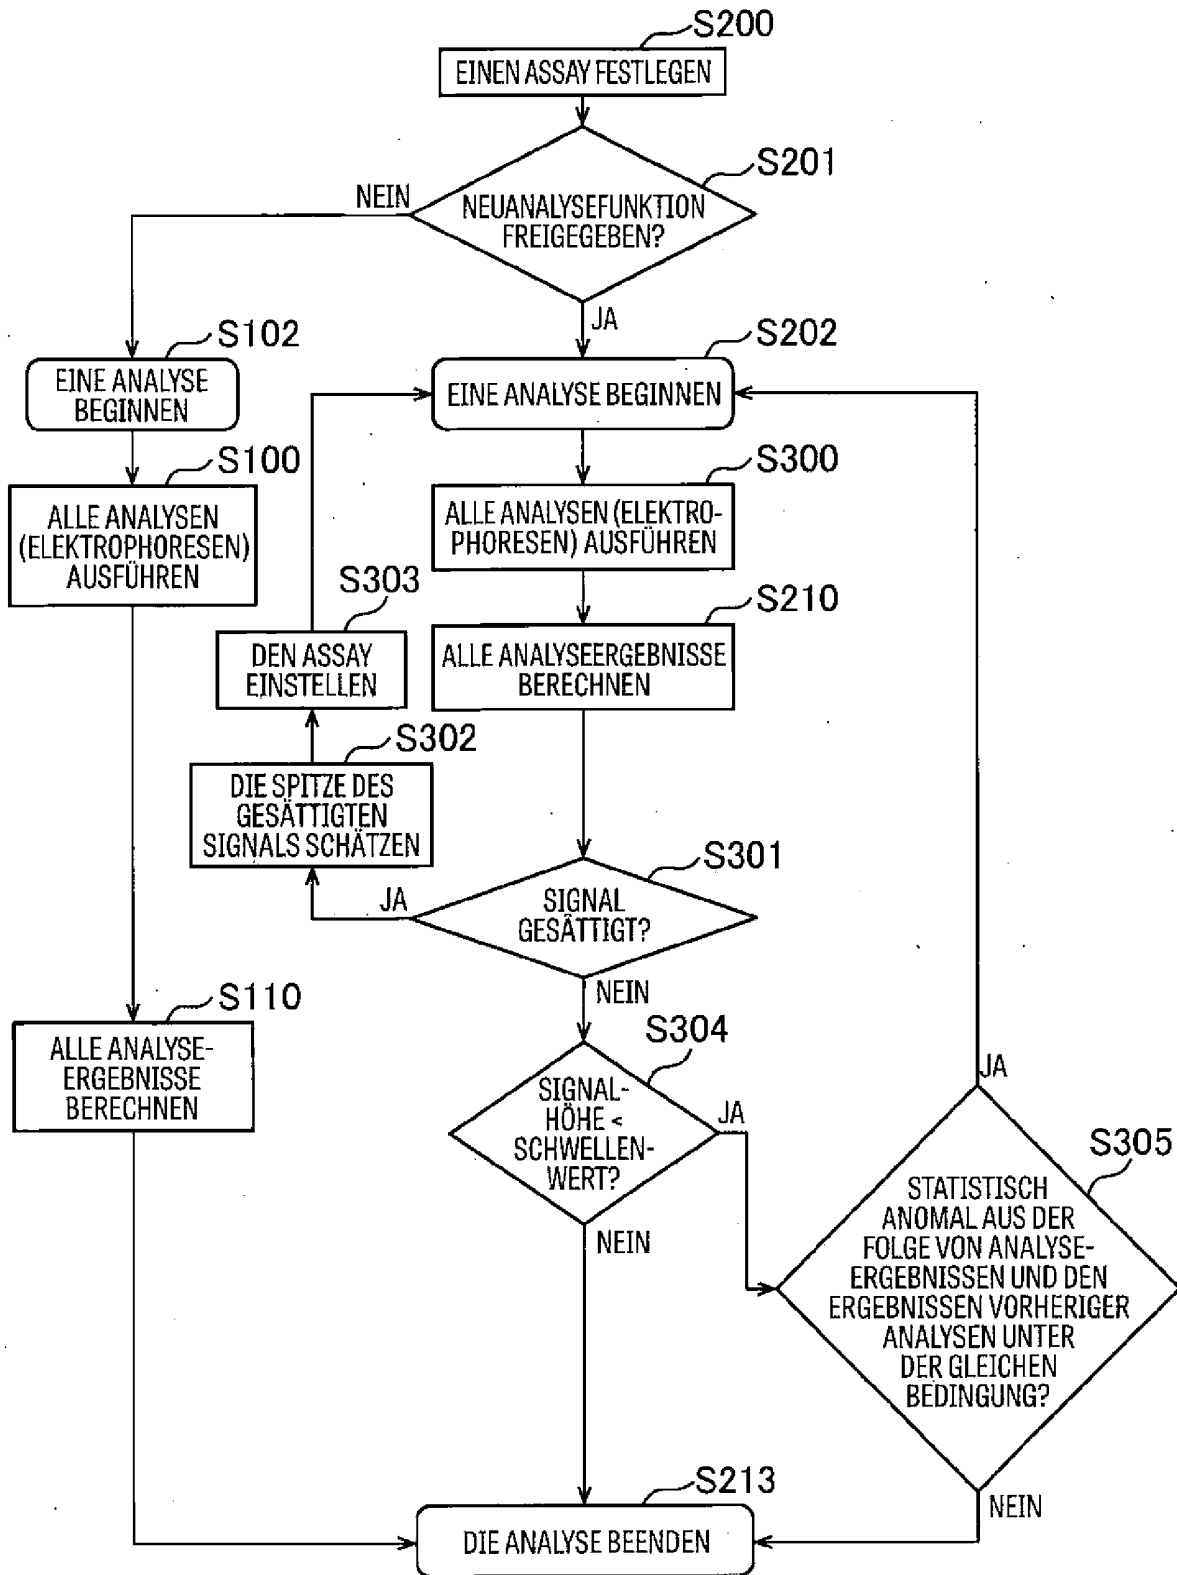 S200
EINEN ASSAY FESTLEGEN
S201
NEIN
NEUANALYSEFUNKTION
FREIGEGEBEN?
JA
S102
EINE ANALYSE
BEGINNEN
S202
EINE ANALYSE BEGINNEN
S100
ALLE ANALYSEN
(ELEKTROPHORESEN)
AUSFÜHREN
S300
ALLE ANALYSEN (ELEKTRO-
PHORESEN) AUSFÜHREN
S303
DEN ASSAY
EINSTELLEN
S210
ALLE ANALYSEERGEBNISSE
BERECHNEN
S302
DIE SPITZE DES
GESÄTTIGTEN
SIGNALS SCHÄTZEN
S301
JA
SIGNAL
GESÄTTIGT?
NEIN
S110
ALLE ANALYSE-
ERGEBNISSE
BERECHNEN
S304
SIGNAL-
HÖHE <
SCHWELLEN-
WERT?
JA
NEIN
JA
S305
STATISTISCH
ANOMAL AUS DER
FOLGE VON ANALYSE-
ERGEBNISSEN UND DEN
ERGEBNISSEN VORHERIGER
ANALYSEN UNTER
DER GLEICHEN
BEDINGUNG?
NEIN
S213
DIE ANALYSE BEENDEN